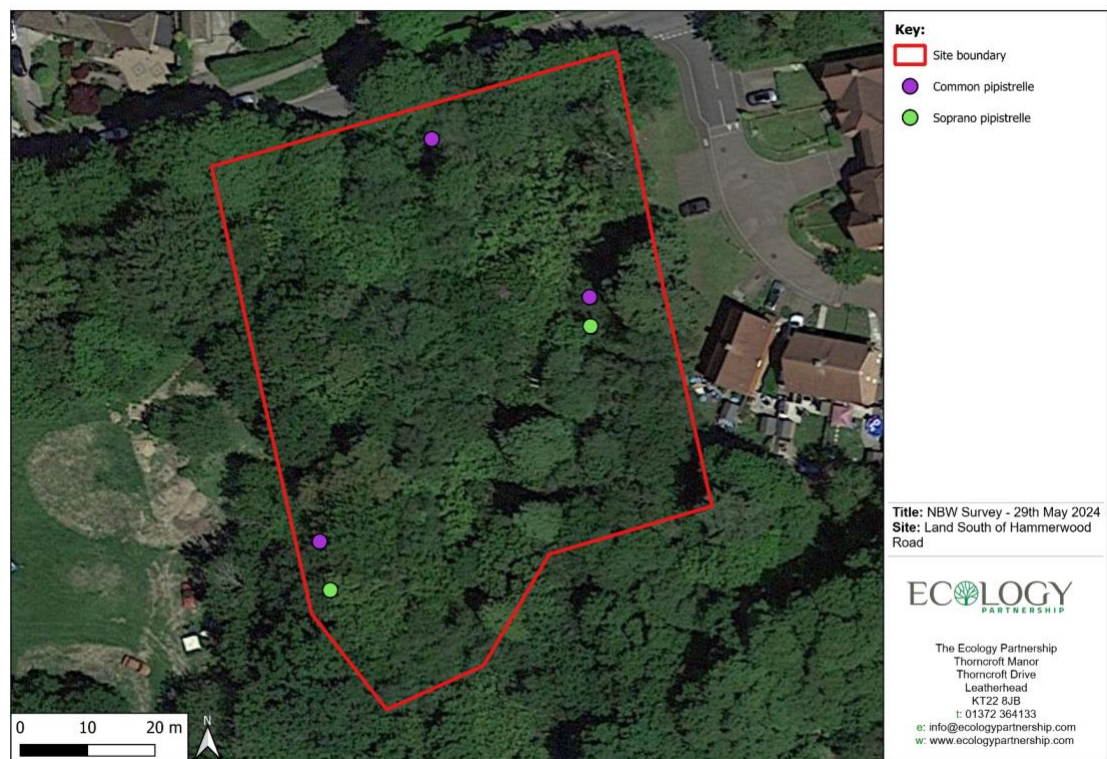 Key:
Site boundary
Common pipistrelle
Soprano pipistrelle
Title: NBW Survey - 29th May 2024
Site: Land South of Hammerwood
Road
ECOLOGY
PARTNERSHIP
The Ecology Partnership
Thorncroft Manor
Thorncroft Drive
Leatherhead
KT22 8JB
t: 01372 364133
e: info@ecologypartnership.com
w: www.ecologypartnership.com
0 10 20 m
N